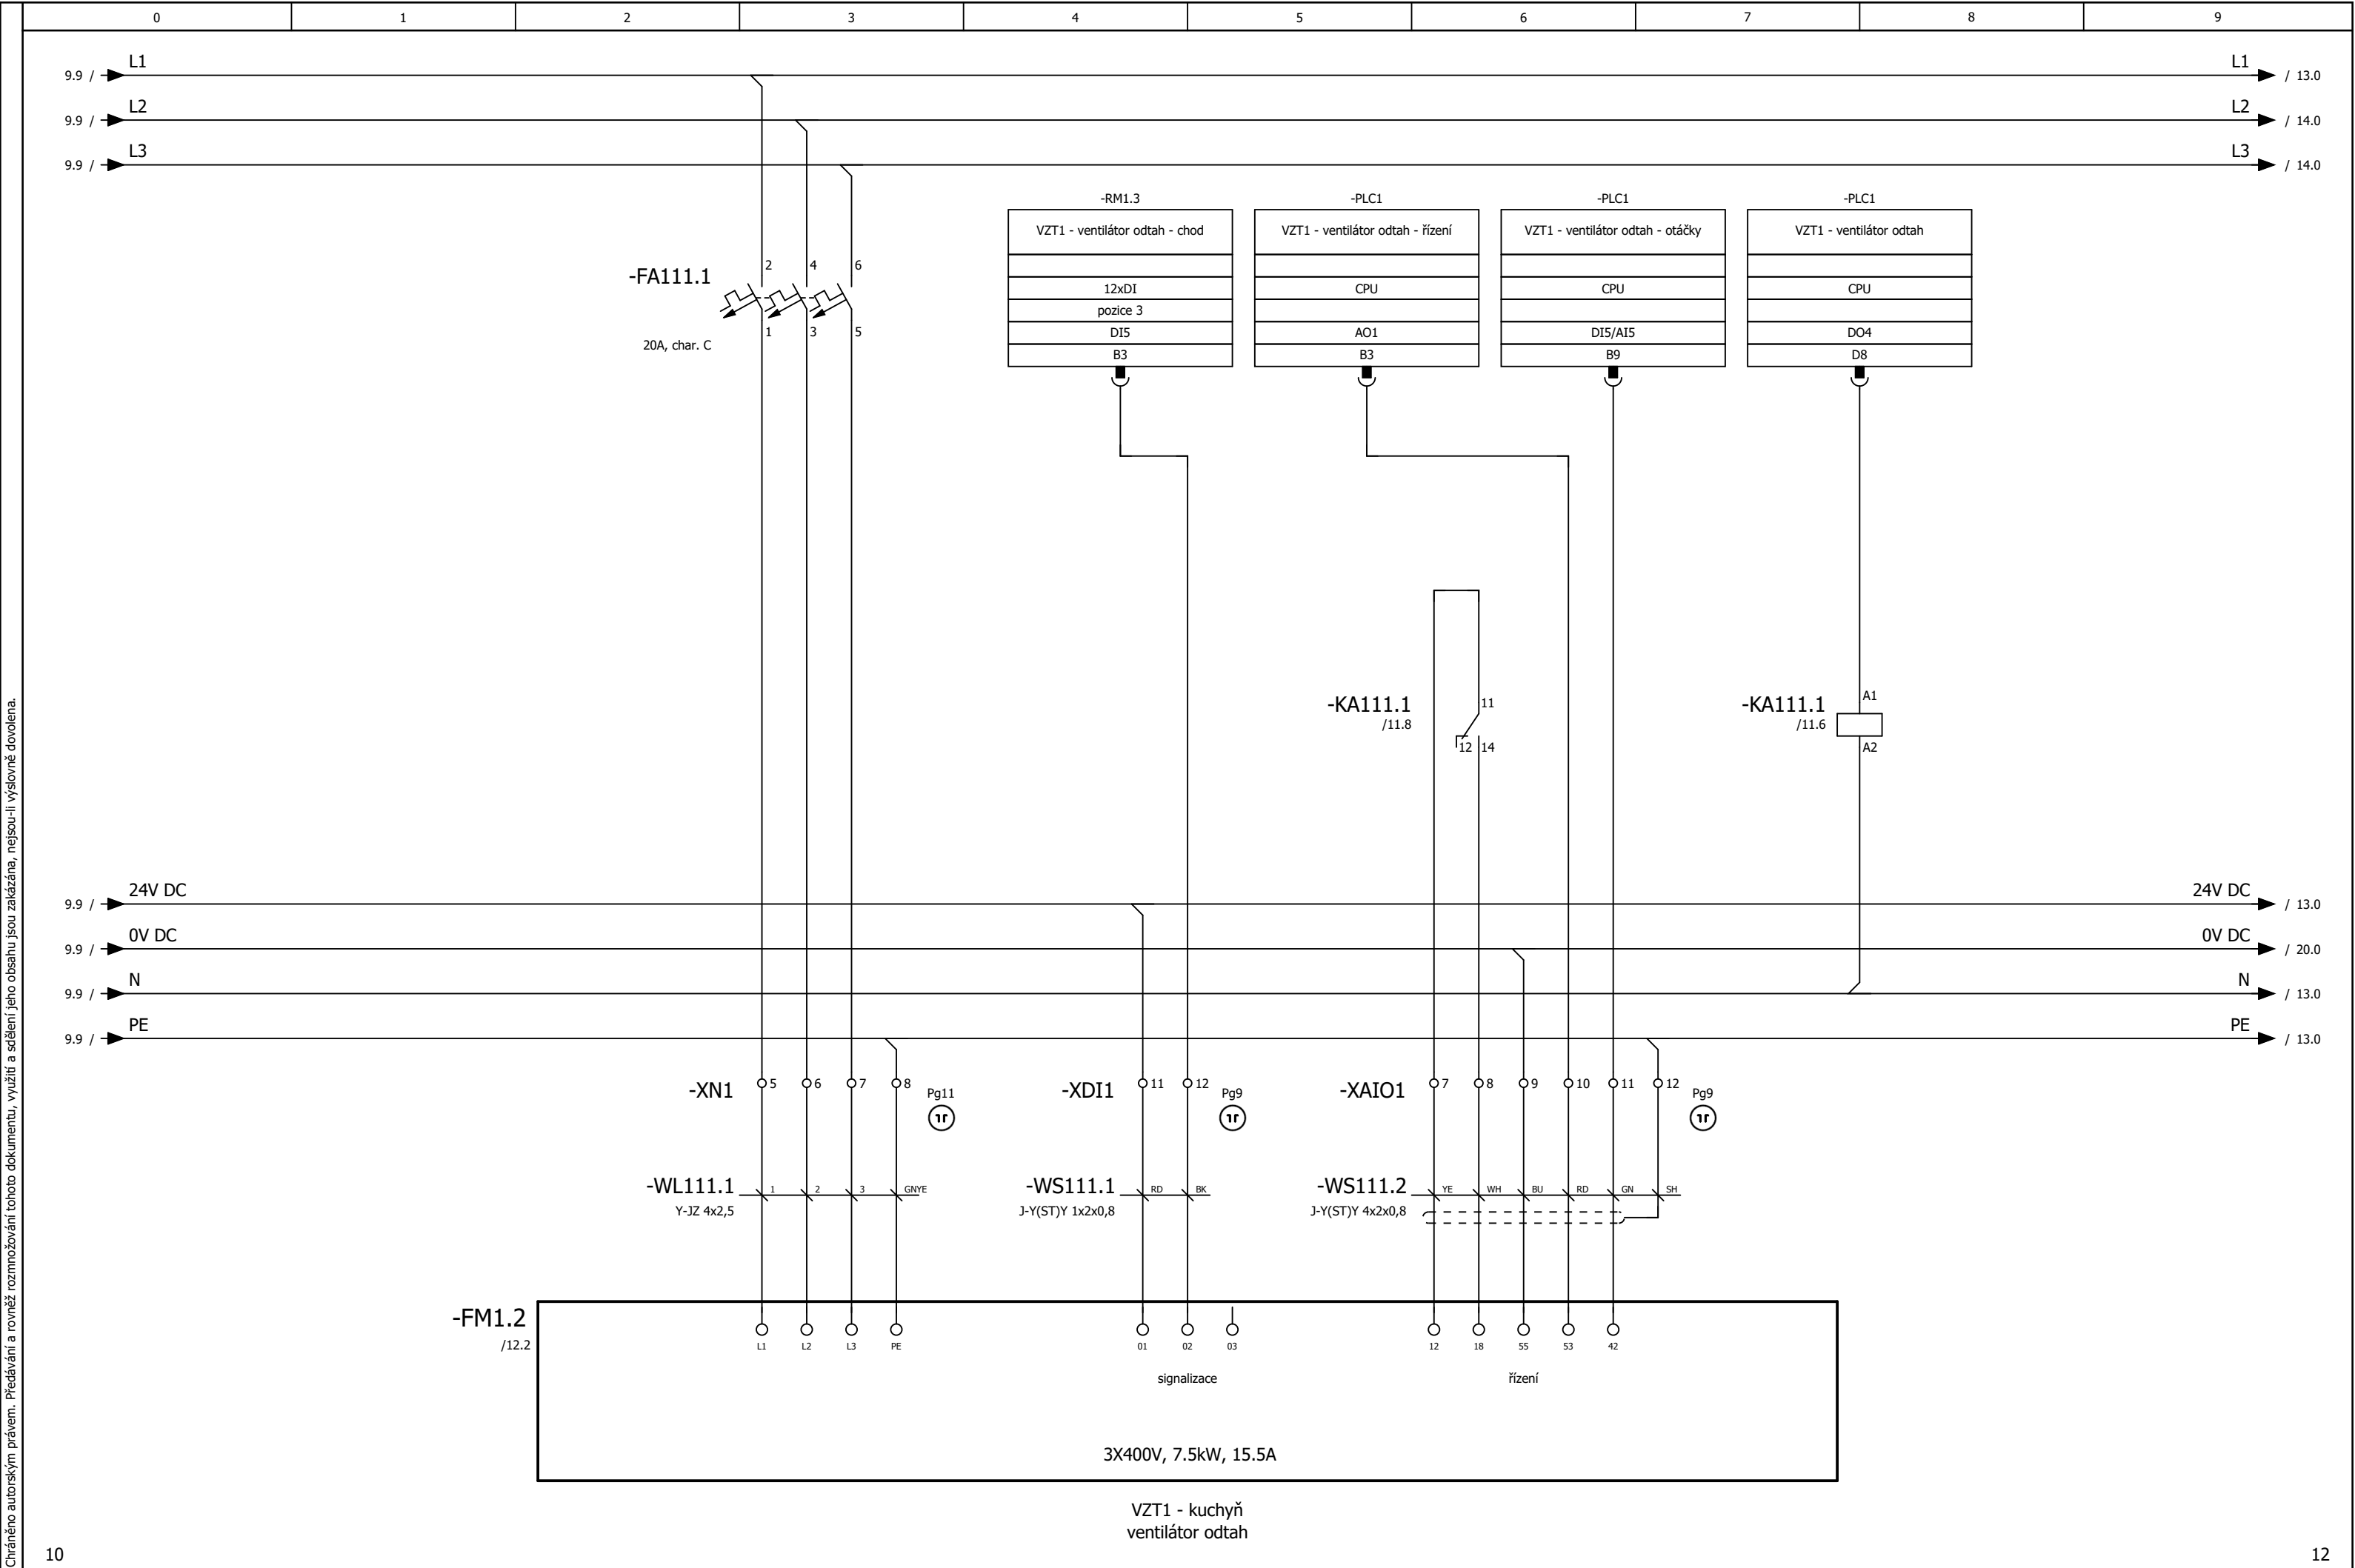 0 1 2 3 4 5 6 7 8 9
L1 L1
9.9 / / 13.0
L2 L2
9.9 / / 14.0
L3 L3
9.9 / / 14.0
-RM1.3 -PLC1 -PLC1 -PLC1
VZT1 - ventilátor odtah - chod VZT1 - ventilátor odtah - řízení VZT1 - ventilátor odtah - otáčky VZT1 - ventilátor odtah
12xDI CPU CPU CPU
pozice 3
DI5 AO1 DI5/AI5 DO4
B3 B3 B9 D8
-FA111.1
2 4 6
1 3 5
20A, char. C
-KA111.1
/11.8
11
12 14
-KA111.1
/11.6
A1
A2
24V DC 24V DC
9.9 / / 13.0
0V DC 0V DC
9.9 / / 20.0
N N
9.9 / / 13.0
PE PE
9.9 / / 13.0
-XN1 5 6 7 8 Pg11
-XDI1 11 12 Pg9
-XAIO1 7 8 9 10 11 12 Pg9
-WL111.1 1 2 3 GNYE
Y-JZ 4x2,5
-WS111.1 RD BK
J-Y(ST)Y 1x2x0,8
-WS111.2 YE WH BU RD GN SH
J-Y(ST)Y 4x2x0,8
-FM1.2
/12.2
L1 L2 L3 PE 01 02 03 12 18 55 53 42
signalizace řízení
3X400V, 7.5kW, 15.5A
VZT1 - kuchyň
ventilátor odtah
10 12
Chráněno autorským právem. Předávání a rovněž rozmnožování tohoto dokumentu, využití a sdělení jeho obsahu jsou zakázána, nejsou-li výslovně dovolena.